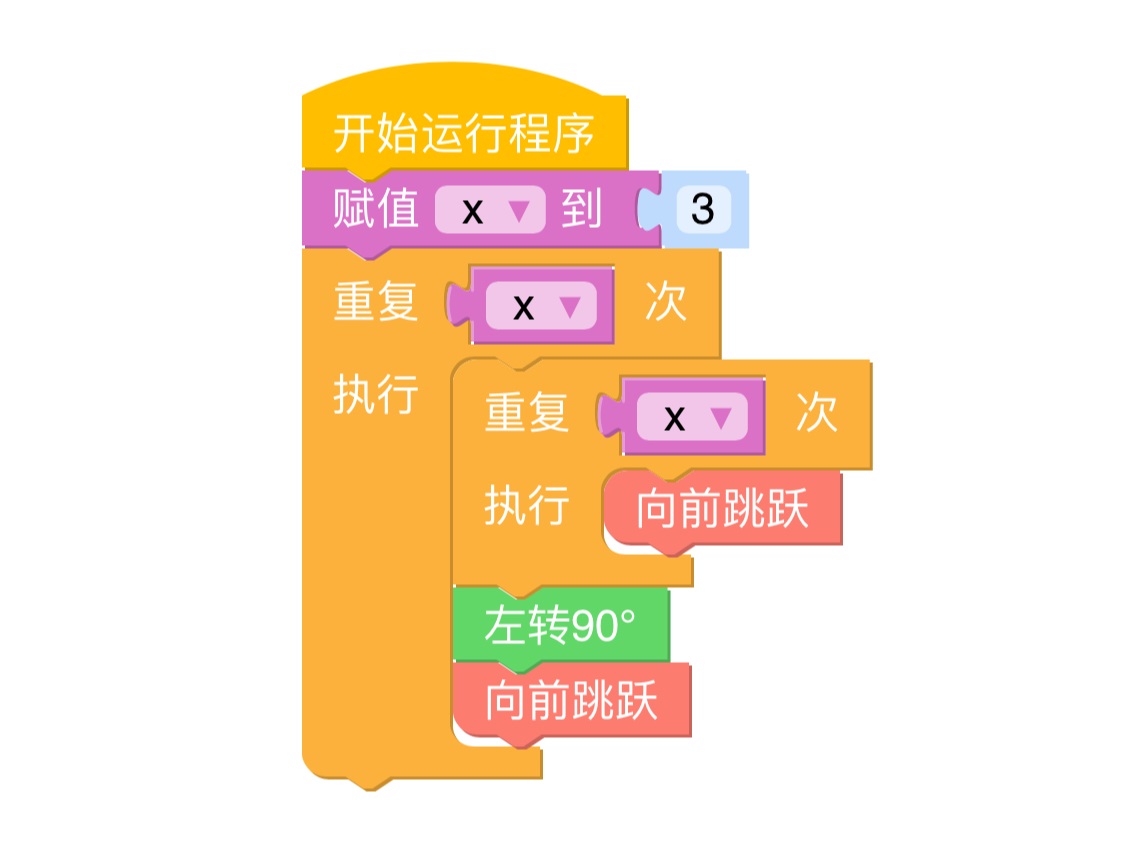 开始运行程序
赋值 x ▼ 到 3
重复 x ▼ 次
执行
重复 x ▼ 次
执行 向前跳跃
左转90°
向前跳跃